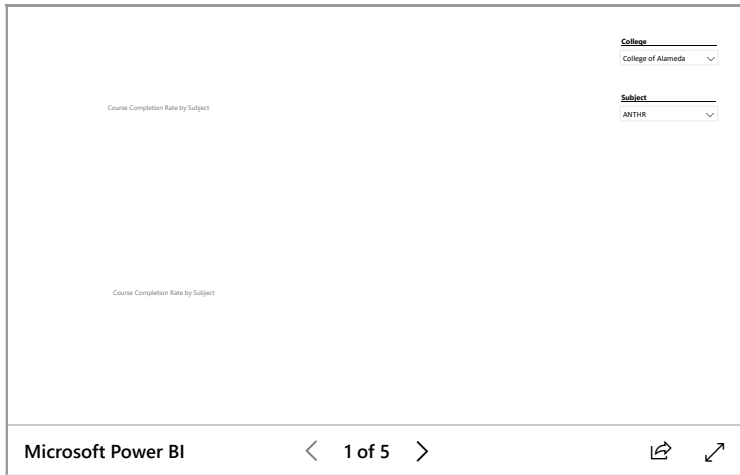 College
College of Alameda
Course Completion Rate by Subject
Subject
ANTHR
Course Completion Rate by Subject
Microsoft Power BI
1 of 5